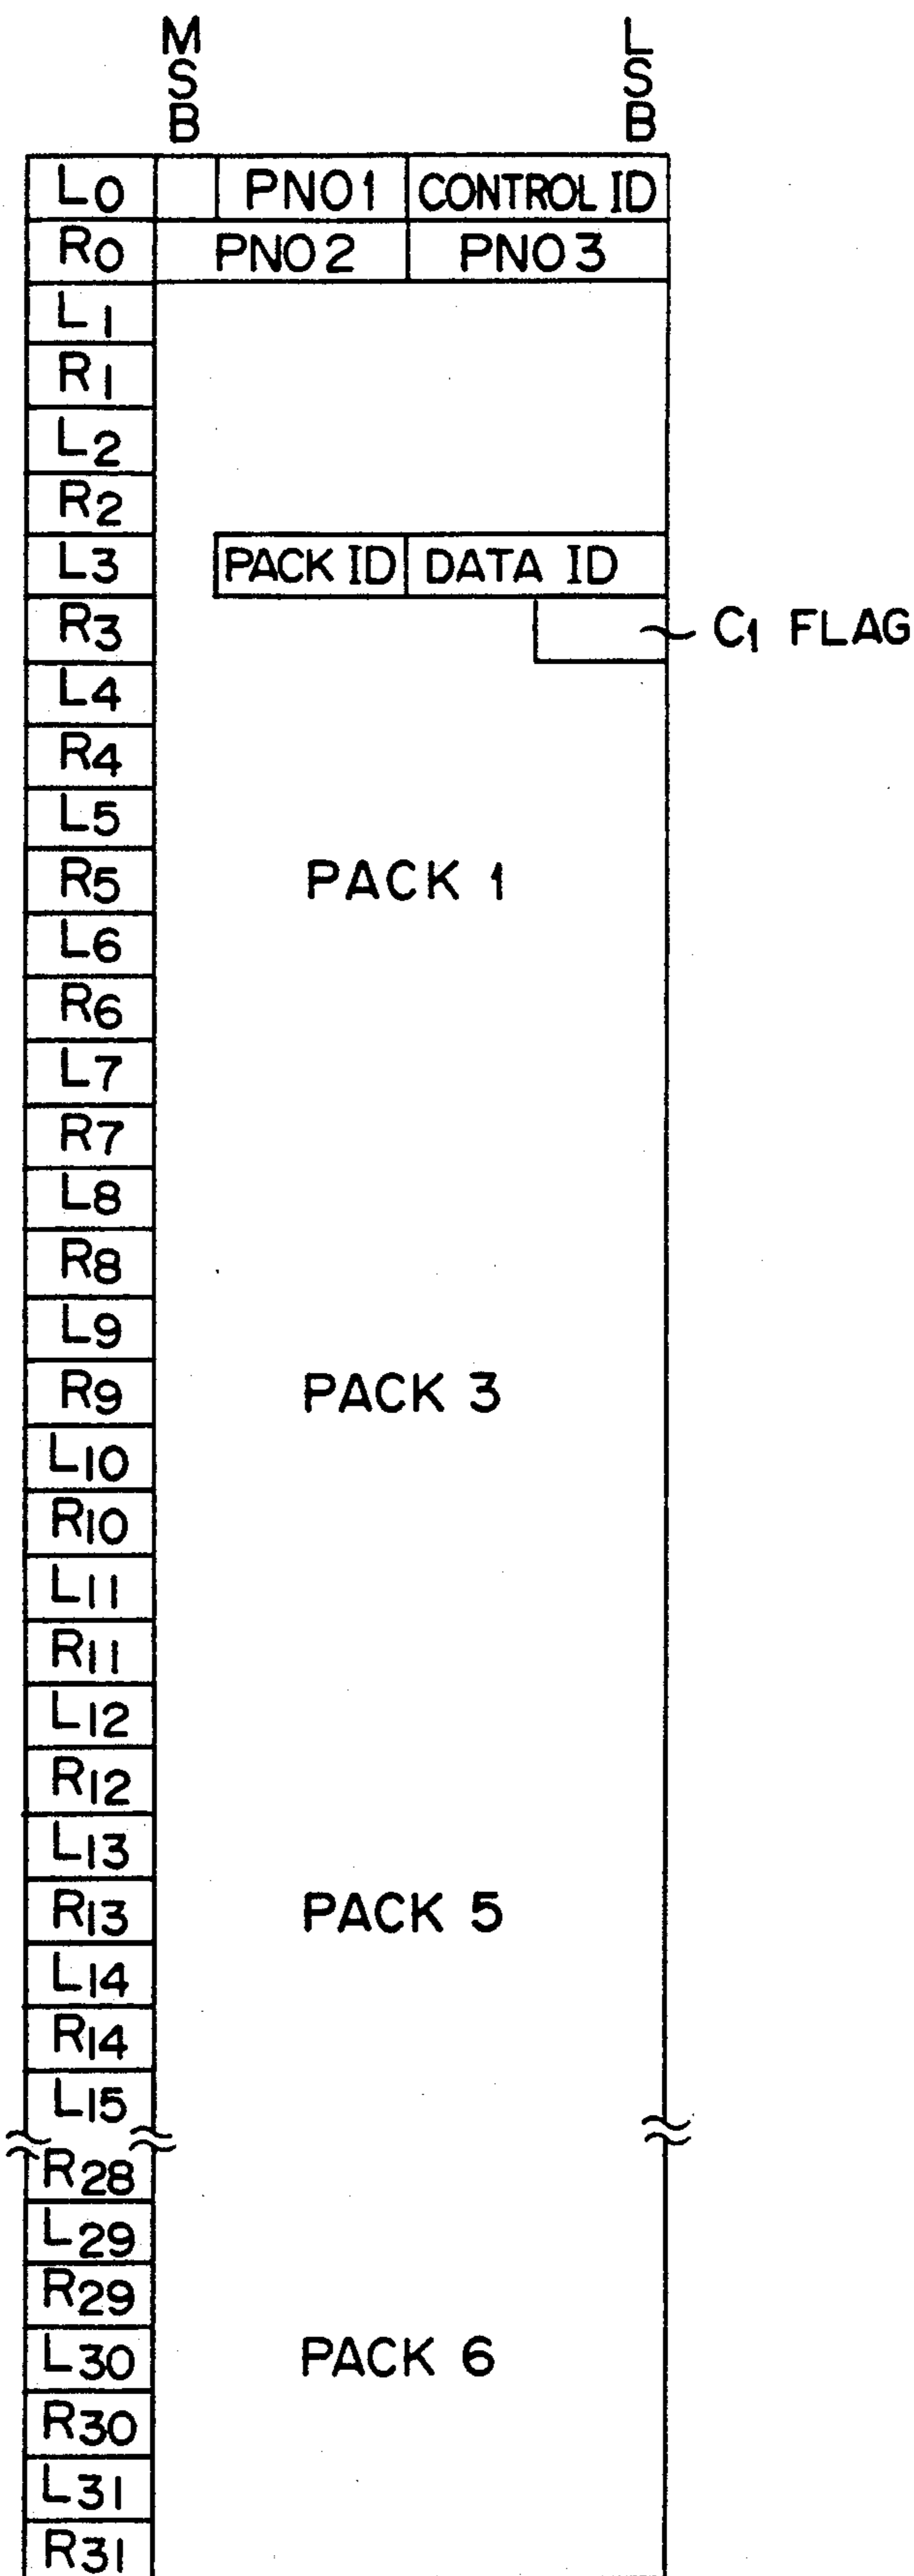 MSB LSB
L0 PNO1 CONTROL ID
R0 PNO2 PNO3
L1
R1
L2
R2
L3 PACK ID DATA ID
R3 C1 FLAG
L4
R4
L5
R5 PACK 1
L6
R6
L7
R7
L8
R8
L9
R9 PACK 3
L10
R10
L11
R11
L12
R12
L13
R13 PACK 5
L14
R14
L15
R28
L29
R29
L30 PACK 6
R30
L31
R31